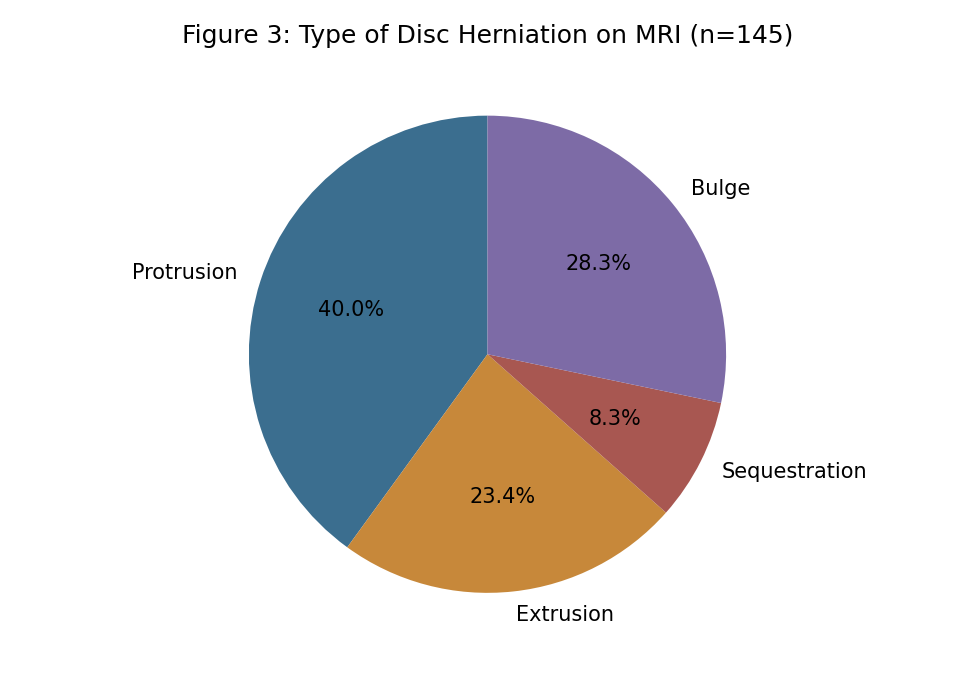 Figure 3: Type of Disc Herniation on MRI (n=145)
Bulge
28.3%
Protrusion
40.0%
8.3%
Sequestration
23.4%
Extrusion